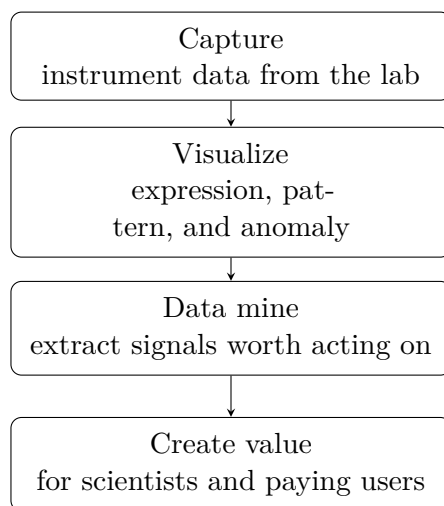 Capture
instrument data from the lab
Visualize
expression, pat-
tern, and anomaly
Data mine
extract signals worth acting on
Create value
for scientists and paying users